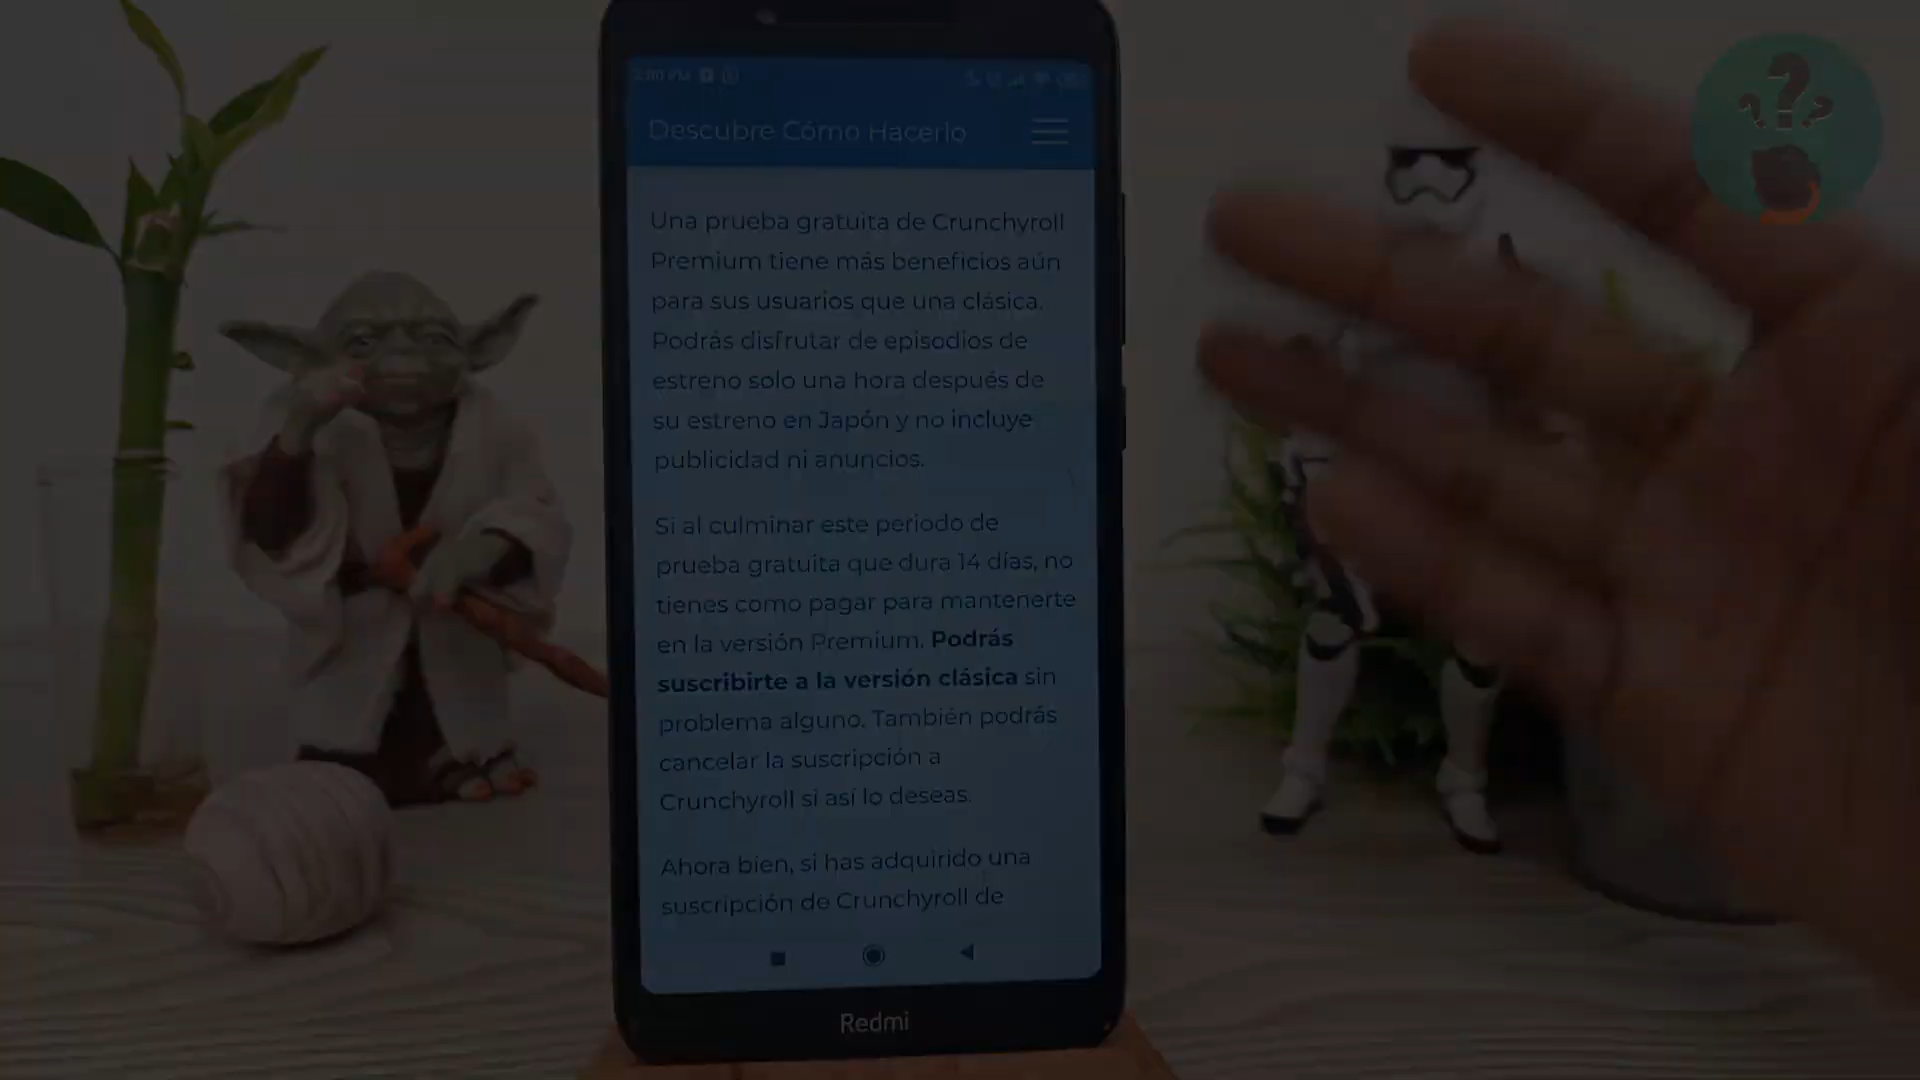 2:00 PM
Descubre Cómo Hacerlo
Una prueba gratuita de Crunchyroll
Premium tiene más beneficios aún
para sus usuarios que una clásica.
Podrás disfrutar de episodios de
estreno solo una hora después de
su estreno en Japón y no incluye
publicidad ni anuncios.
Si al culminar este periodo de
prueba gratuita que dura 14 días, no
tienes como pagar para mantenerte
en la versión Premium. Podrás
suscribirte a la versión clásica sin
problema alguno. También podrás
cancelar la suscripción a
Crunchyroll si así lo deseas.
Ahora bien, si has adquirido una
suscripción de Crunchyroll de
Redmi